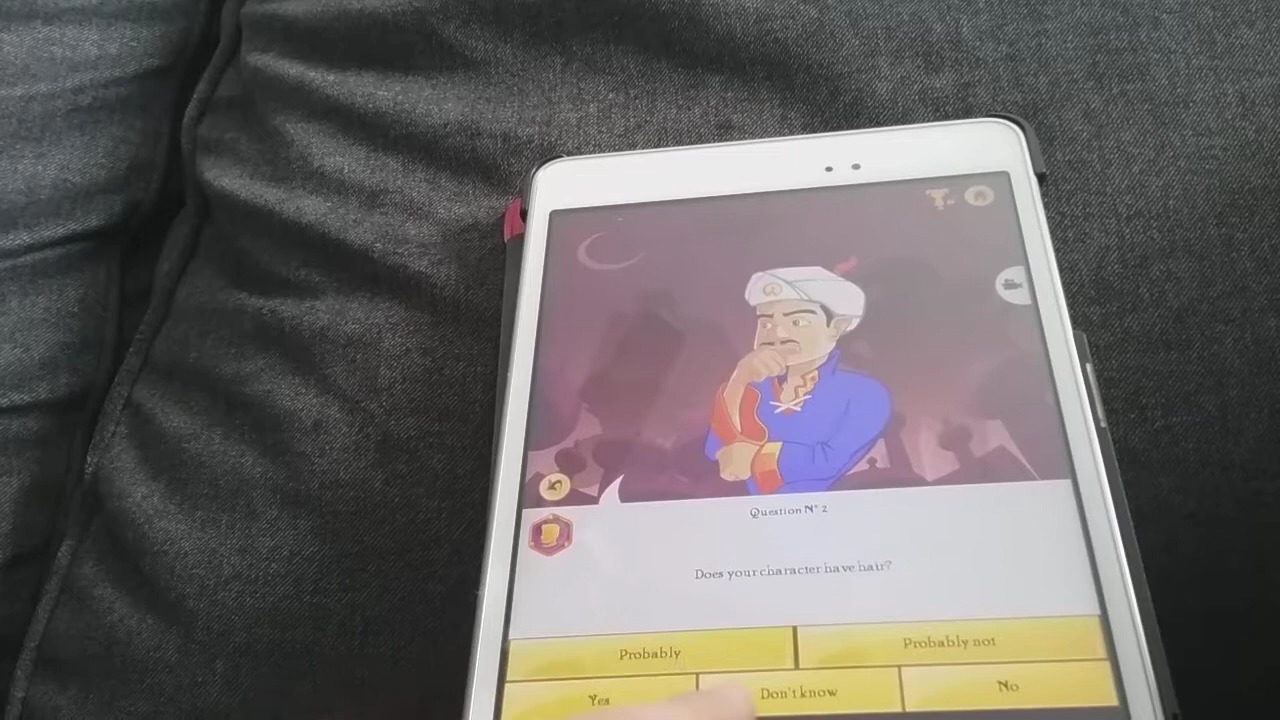 Question N° 2
Does your character have hair?
Probably
Probably not
Yes
Don't know
No